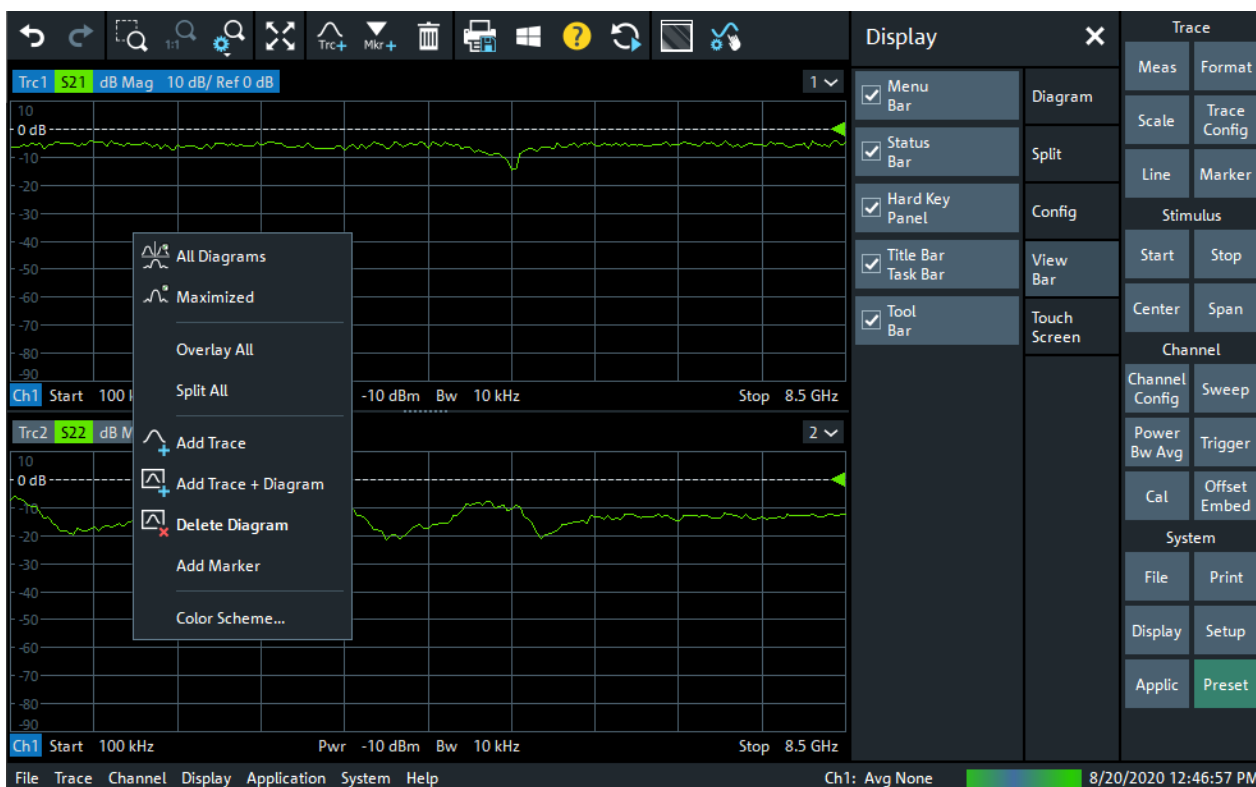 1:1 Trc+ Mkr+ ?
Trc1 S21 dB Mag 10 dB/ Ref 0 dB 1
10
0 dB
-10
-20
-30
-40
-50
-60
-70
-80
-90
Ch1 Start 100 -10 dBm Bw 10 kHz Stop 8.5 GHz
All Diagrams
Maximized
Overlay All
Split All
Add Trace
Add Trace + Diagram
Delete Diagram
Add Marker
Color Scheme...
Trc2 S22 dB M 2
10
0 dB
-10
-20
-30
-40
-50
-60
-70
-80
-90
Ch1 Start 100 kHz Pwr -10 dBm Bw 10 kHz Stop 8.5 GHz
File Trace Channel Display Application System Help Ch1: Avg None 8/20/2020 12:46:57 PM
Display
Menu
Bar
Status
Bar
Hard Key
Panel
Title Bar
Task Bar
Tool
Bar
Diagram
Split
Config
View
Bar
Touch
Screen
Trace
Meas Format
Scale Trace
Config
Line Marker
Stimulus
Start Stop
Center Span
Channel
Channel
Config Sweep
Power
Bw Avg Trigger
Cal Offset
Embed
System
File Print
Display Setup
Applic Preset